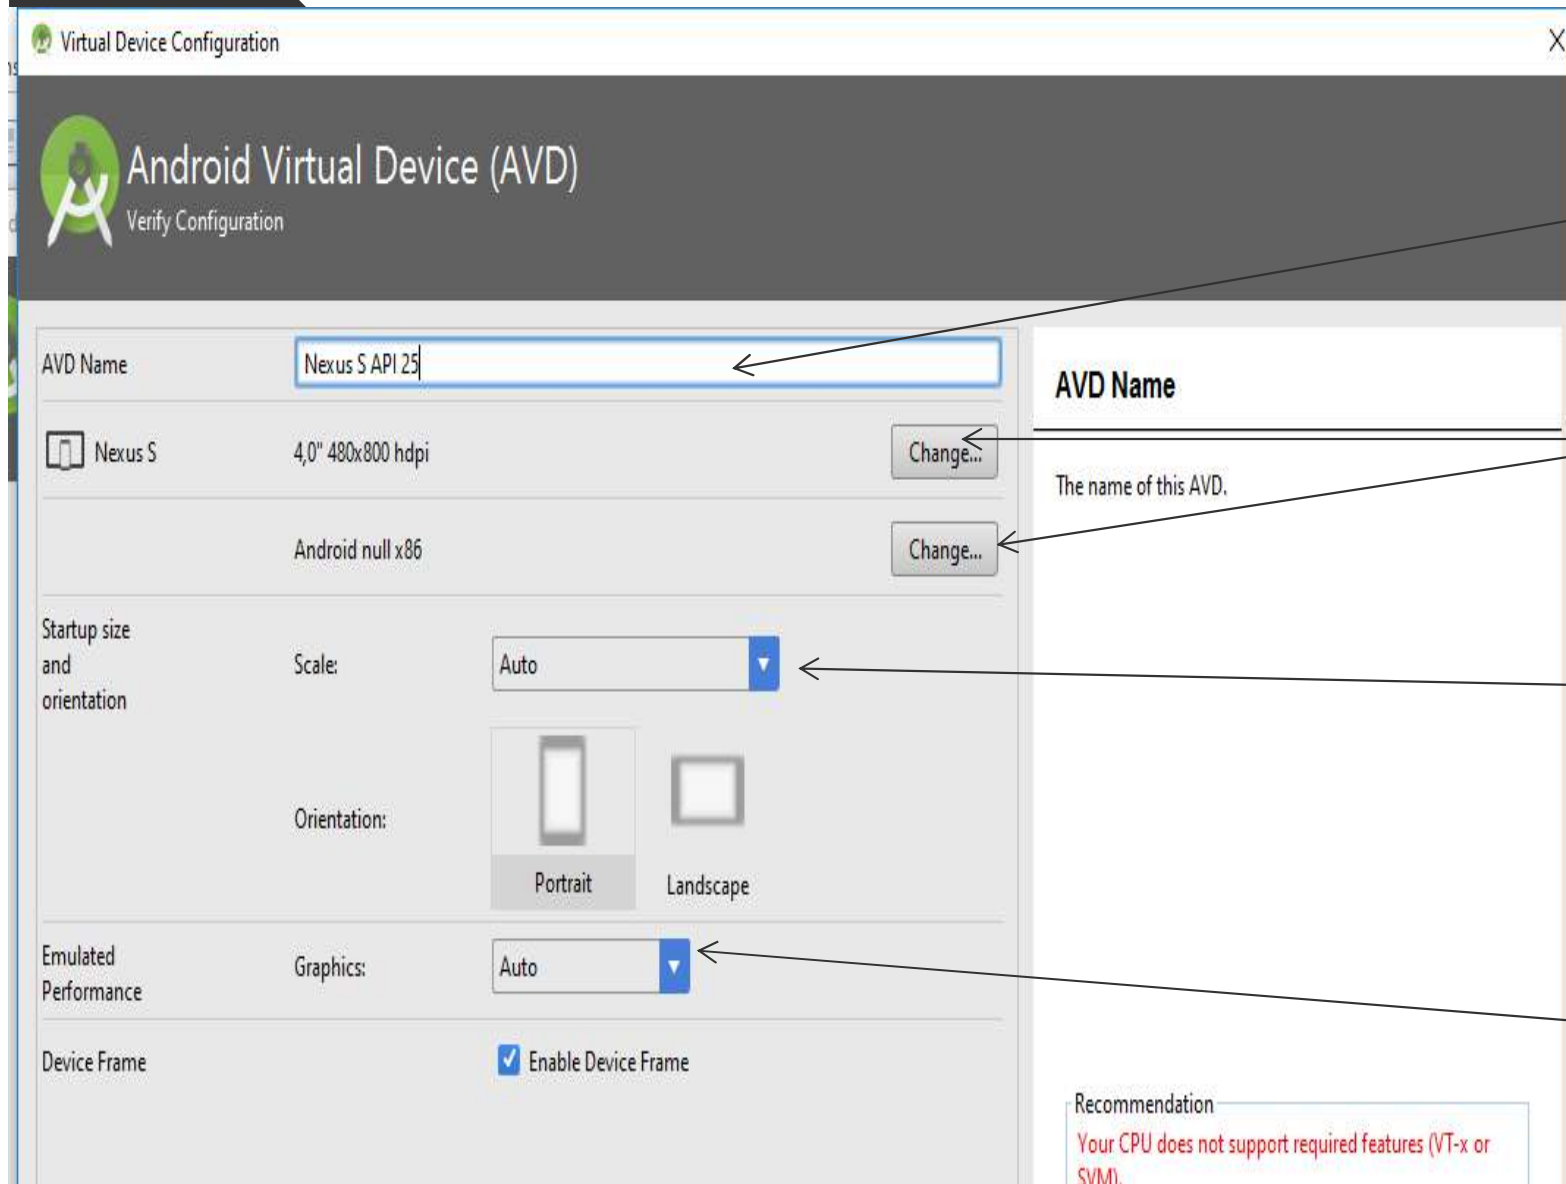 Virtual Device Configuration
X
Android Virtual Device (AVD)
Verify Configuration
AVD Name
Nexus S API 25
Nexus S
4,0" 480x800 hdpi
Change...
Android null x86
Change...
Startup size
and
orientation
Scale:
Auto
Orientation:
Portrait
Landscape
Emulated
Performance
Graphics:
Auto
Device Frame
Enable Device Frame
AVD Name
The name of this AVD.
Recommendation
Your CPU does not support required features (VT-x or
SVM).